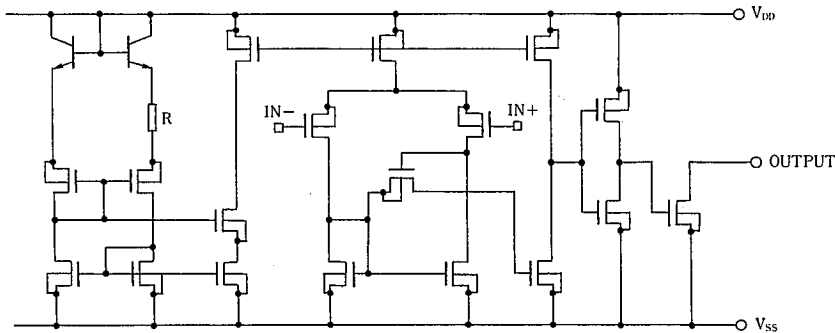 V_DD
R
IN−
IN+
OUTPUT
V_SS